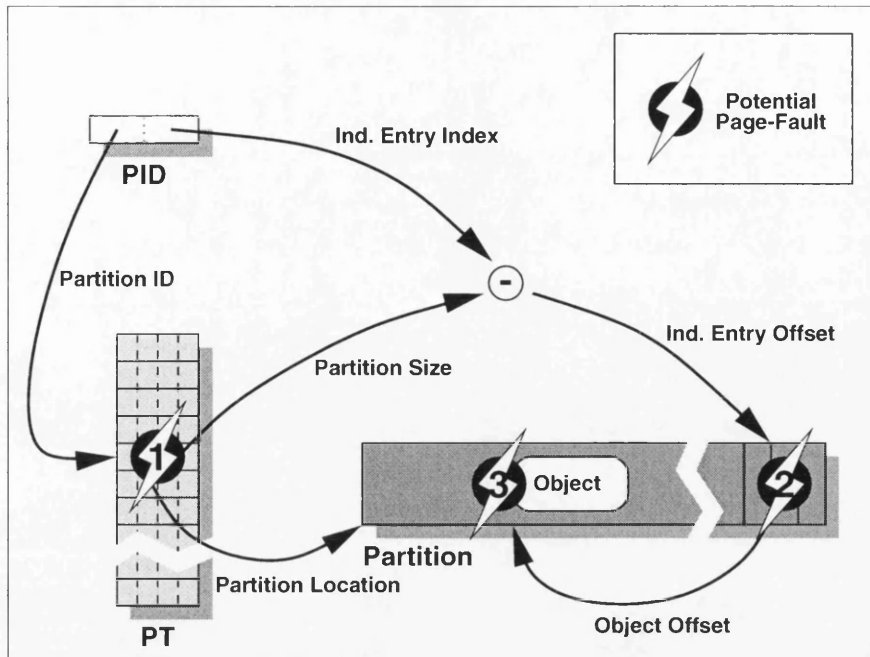 Potential
Page-Fault
Ind. Entry Index
PID
Partition ID
-
Ind. Entry Offset
Partition Size
1
3
Object
2
Partition
Partition Location
Object Offset
PT